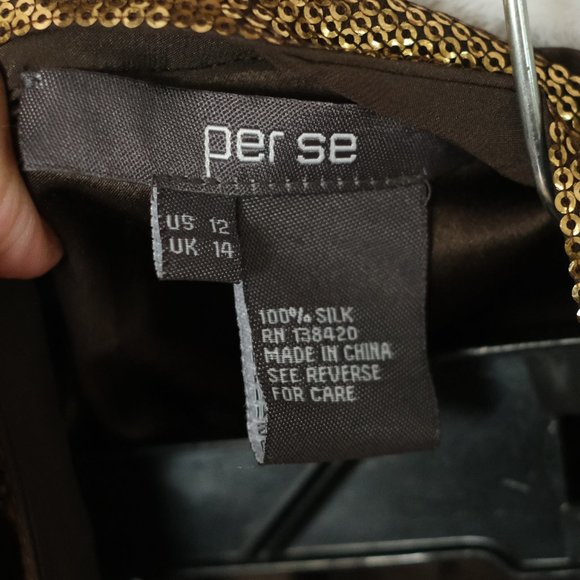 per se
US 12
UK 14
100% SILK
RN 138420
MADE IN CHINA
SEE REVERSE
FOR CARE